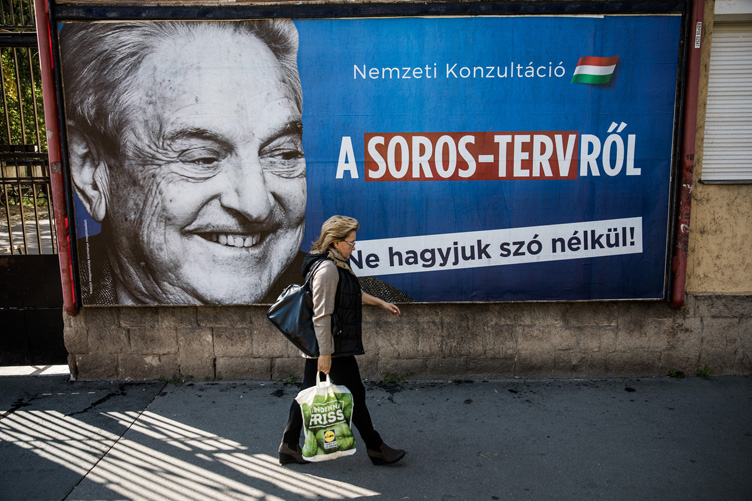 Nemzeti Konzultáció
A SOROS-TERVRŐL
Ne hagyjuk szó nélkül!
FRISS